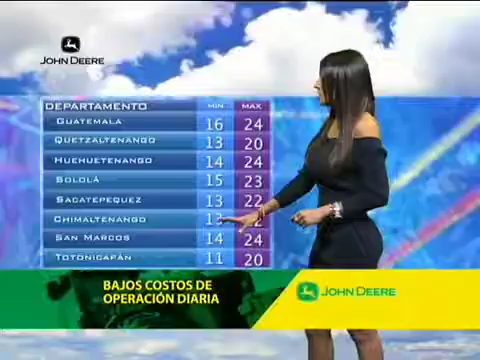 JOHN DEERE
DEPARTAMENTO MIN MAX
GUATEMALA 16 24
QUETZALTENANGO 13 20
HUEHUETENANGO 14 24
SOLOLÁ 15 23
SACATEPEQUEZ 13 22
CHIMALTENANGO
SAN MARCOS 14 24
TOTONICAPÁN 11 20
BAJOS COSTOS DE
OPERACIÓN DIARIA
JOHN DEERE